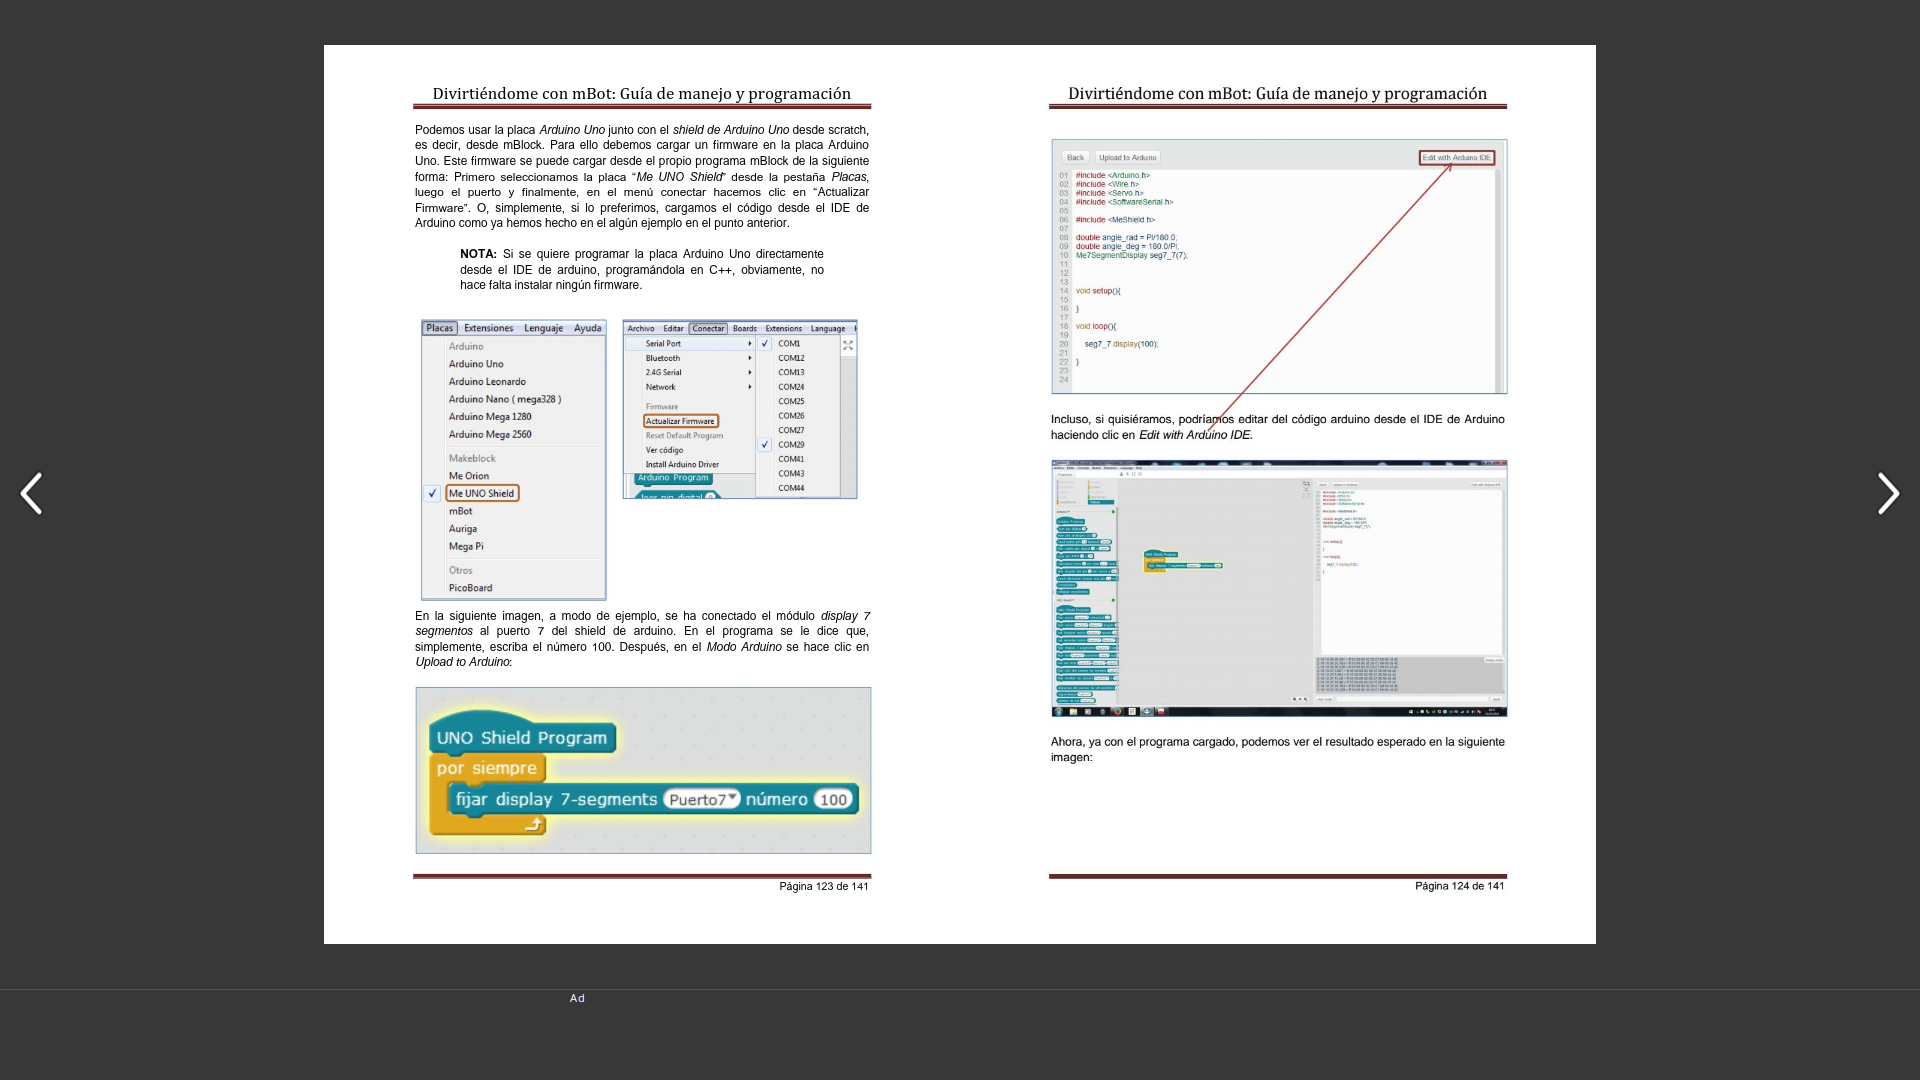 Divirtiéndome con mBot: Guía de manejo y programación
Podemos usar la placa Arduino Uno junto con el shield de Arduino Uno desde scratch,
es decir, desde mBlock. Para ello debemos cargar un firmware en la placa Arduino
Uno. Este firmware se puede cargar desde el propio programa mBlock de la siguiente
forma: Primero seleccionamos la placa “Me UNO Shield” desde la pestaña Placas,
luego el puerto y finalmente, en el menú conectar hacemos clic en “Actualizar
Firmware”. O, simplemente, si lo preferimos, cargamos el código desde el IDE de
Arduino como ya hemos hecho en el algún ejemplo en el punto anterior.
NOTA: Si se quiere programar la placa Arduino Uno directamente
desde el IDE de arduino, programándola en C++, obviamente, no
hace falta instalar ningún firmware.
Placas Extensiones Lenguaje Ayuda
Arduino
Arduino Uno
Arduino Leonardo
Arduino Nano ( mega328 )
Arduino Mega 1280
Arduino Mega 2560
Makeblock
Me Orion
Me UNO Shield
mBot
Auriga
Mega Pi
Otros
PicoBoard
Archivo Editar Conectar Boards Extensions Language
Serial Port
Bluetooth
2.4G Serial
Network
Firmware
Actualizar Firmware
Reset Default Program
Ver código
Install Arduino Driver
Arduino Program
leer pin digital
COM1
COM12
COM13
COM24
COM25
COM26
COM27
COM29
COM41
COM43
COM44
En la siguiente imagen, a modo de ejemplo, se ha conectado el módulo display 7
segmentos al puerto 7 del shield de arduino. En el programa se le dice que,
simplemente, escriba el número 100. Después, en el Modo Arduino se hace clic en
Upload to Arduino:
UNO Shield Program
por siempre
fijar display 7-segments Puerto7 número 100
Página 123 de 141
Divirtiéndome con mBot: Guía de manejo y programación
Back Upload to Arduino Edit with Arduino IDE
01 #include <Arduino.h>
02 #include <Wire.h>
03 #include <Servo.h>
04 #include <SoftwareSerial.h>
05
06 #include <MeShield.h>
07
08 double angle_rad = PI/180.0;
09 double angle_deg = 180.0/PI;
10 Me7SegmentDisplay seg7_7(7);
11
12
13
14 void setup(){
15
16 }
17
18 void loop(){
19
20 seg7_7.display(100);
21
22 }
23
24
Incluso, si quisiéramos, podríamos editar del código arduino desde el IDE de Arduino
haciendo clic en Edit with Arduino IDE.
UNO Shield Program
Ahora, ya con el programa cargado, podemos ver el resultado esperado en la siguiente
imagen:
Página 124 de 141
Ad